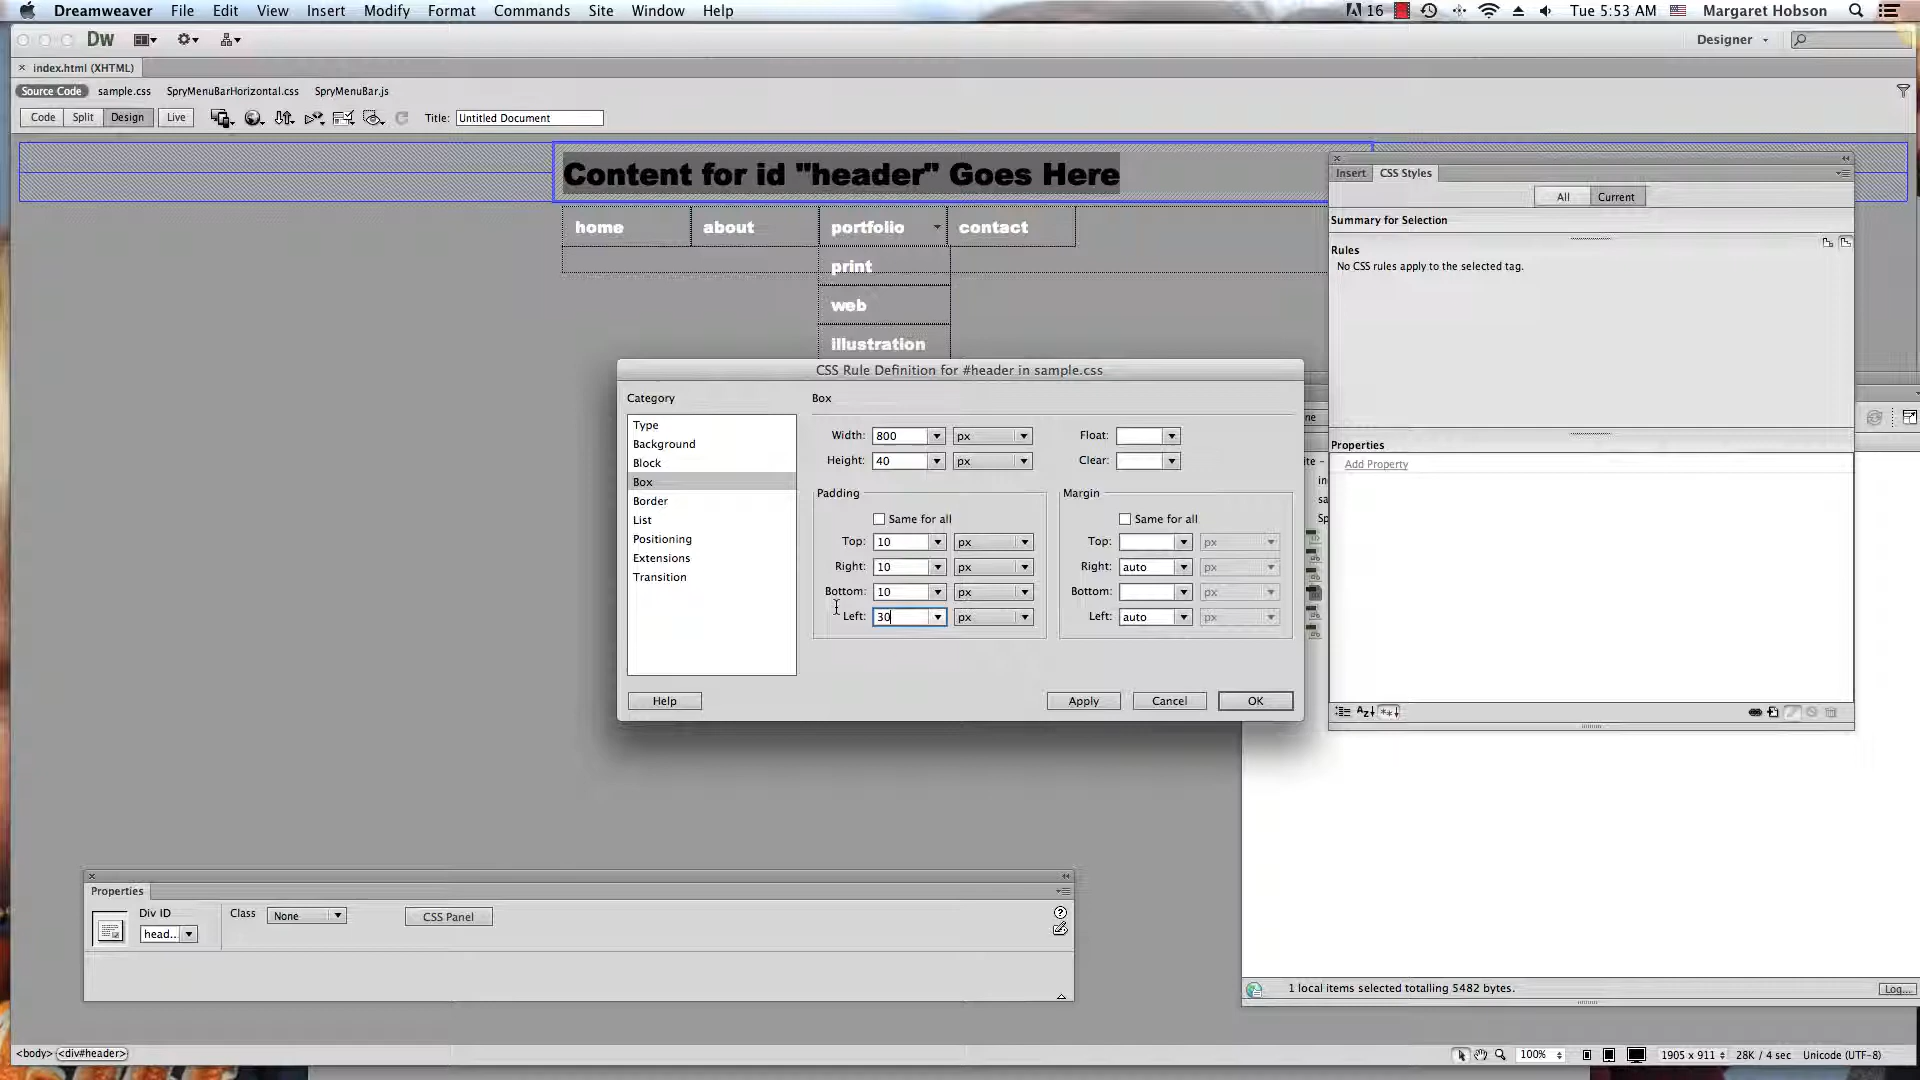 Dreamweaver File Edit View Insert Modify Format Commands Site Window Help
16 Tue 5:53 AM Margaret Hobson
Dw Designer
index.html (XHTML)
Source Code sample.css SpryMenuBarHorizontal.css SpryMenuBar.js
Code Split Design Live Title: Untitled Document
Content for id "header" Goes Here
home about portfolio contact
print
web
illustration
Insert CSS Styles
All Current
Summary for Selection
Rules
No CSS rules apply to the selected tag.
Properties
Add Property
CSS Rule Definition for #header in sample.css
Category
Type
Background
Block
Box
Border
List
Positioning
Extensions
Transition
Box
Width: 800 px Float:
Height: 40 px Clear:
Padding
Same for all
Top: 10 px
Right: 10 px
Bottom: 10 px
Left: 30 px
Margin
Same for all
Top: px
Right: auto px
Bottom: px
Left: auto px
Help Apply Cancel OK
Properties
Div ID Class None CSS Panel
head..
1 local items selected totalling 5482 bytes. Log...
<body> <div#header> 100% 1905 x 911 28K / 4 sec Unicode (UTF-8)